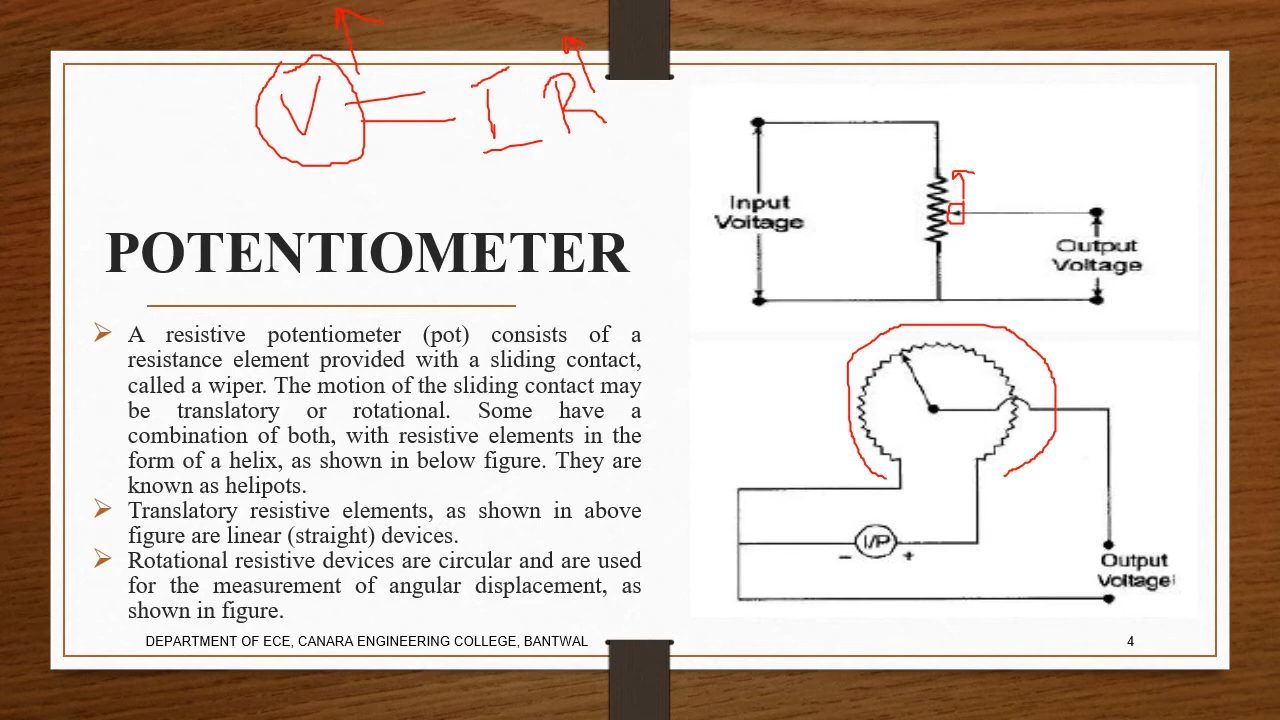 V = I R
POTENTIOMETER
A resistive potentiometer (pot) consists of a
resistance element provided with a sliding contact,
called a wiper. The motion of the sliding contact may
be translatory or rotational. Some have a
combination of both, with resistive elements in the
form of a helix, as shown in below figure. They are
known as helipots.
Translatory resistive elements, as shown in above
figure are linear (straight) devices.
Rotational resistive devices are circular and are used
for the measurement of angular displacement, as
shown in figure.
Input
Voltage
Output
Voltage
I/P
− +
Output
Voltage
DEPARTMENT OF ECE, CANARA ENGINEERING COLLEGE, BANTWAL
4